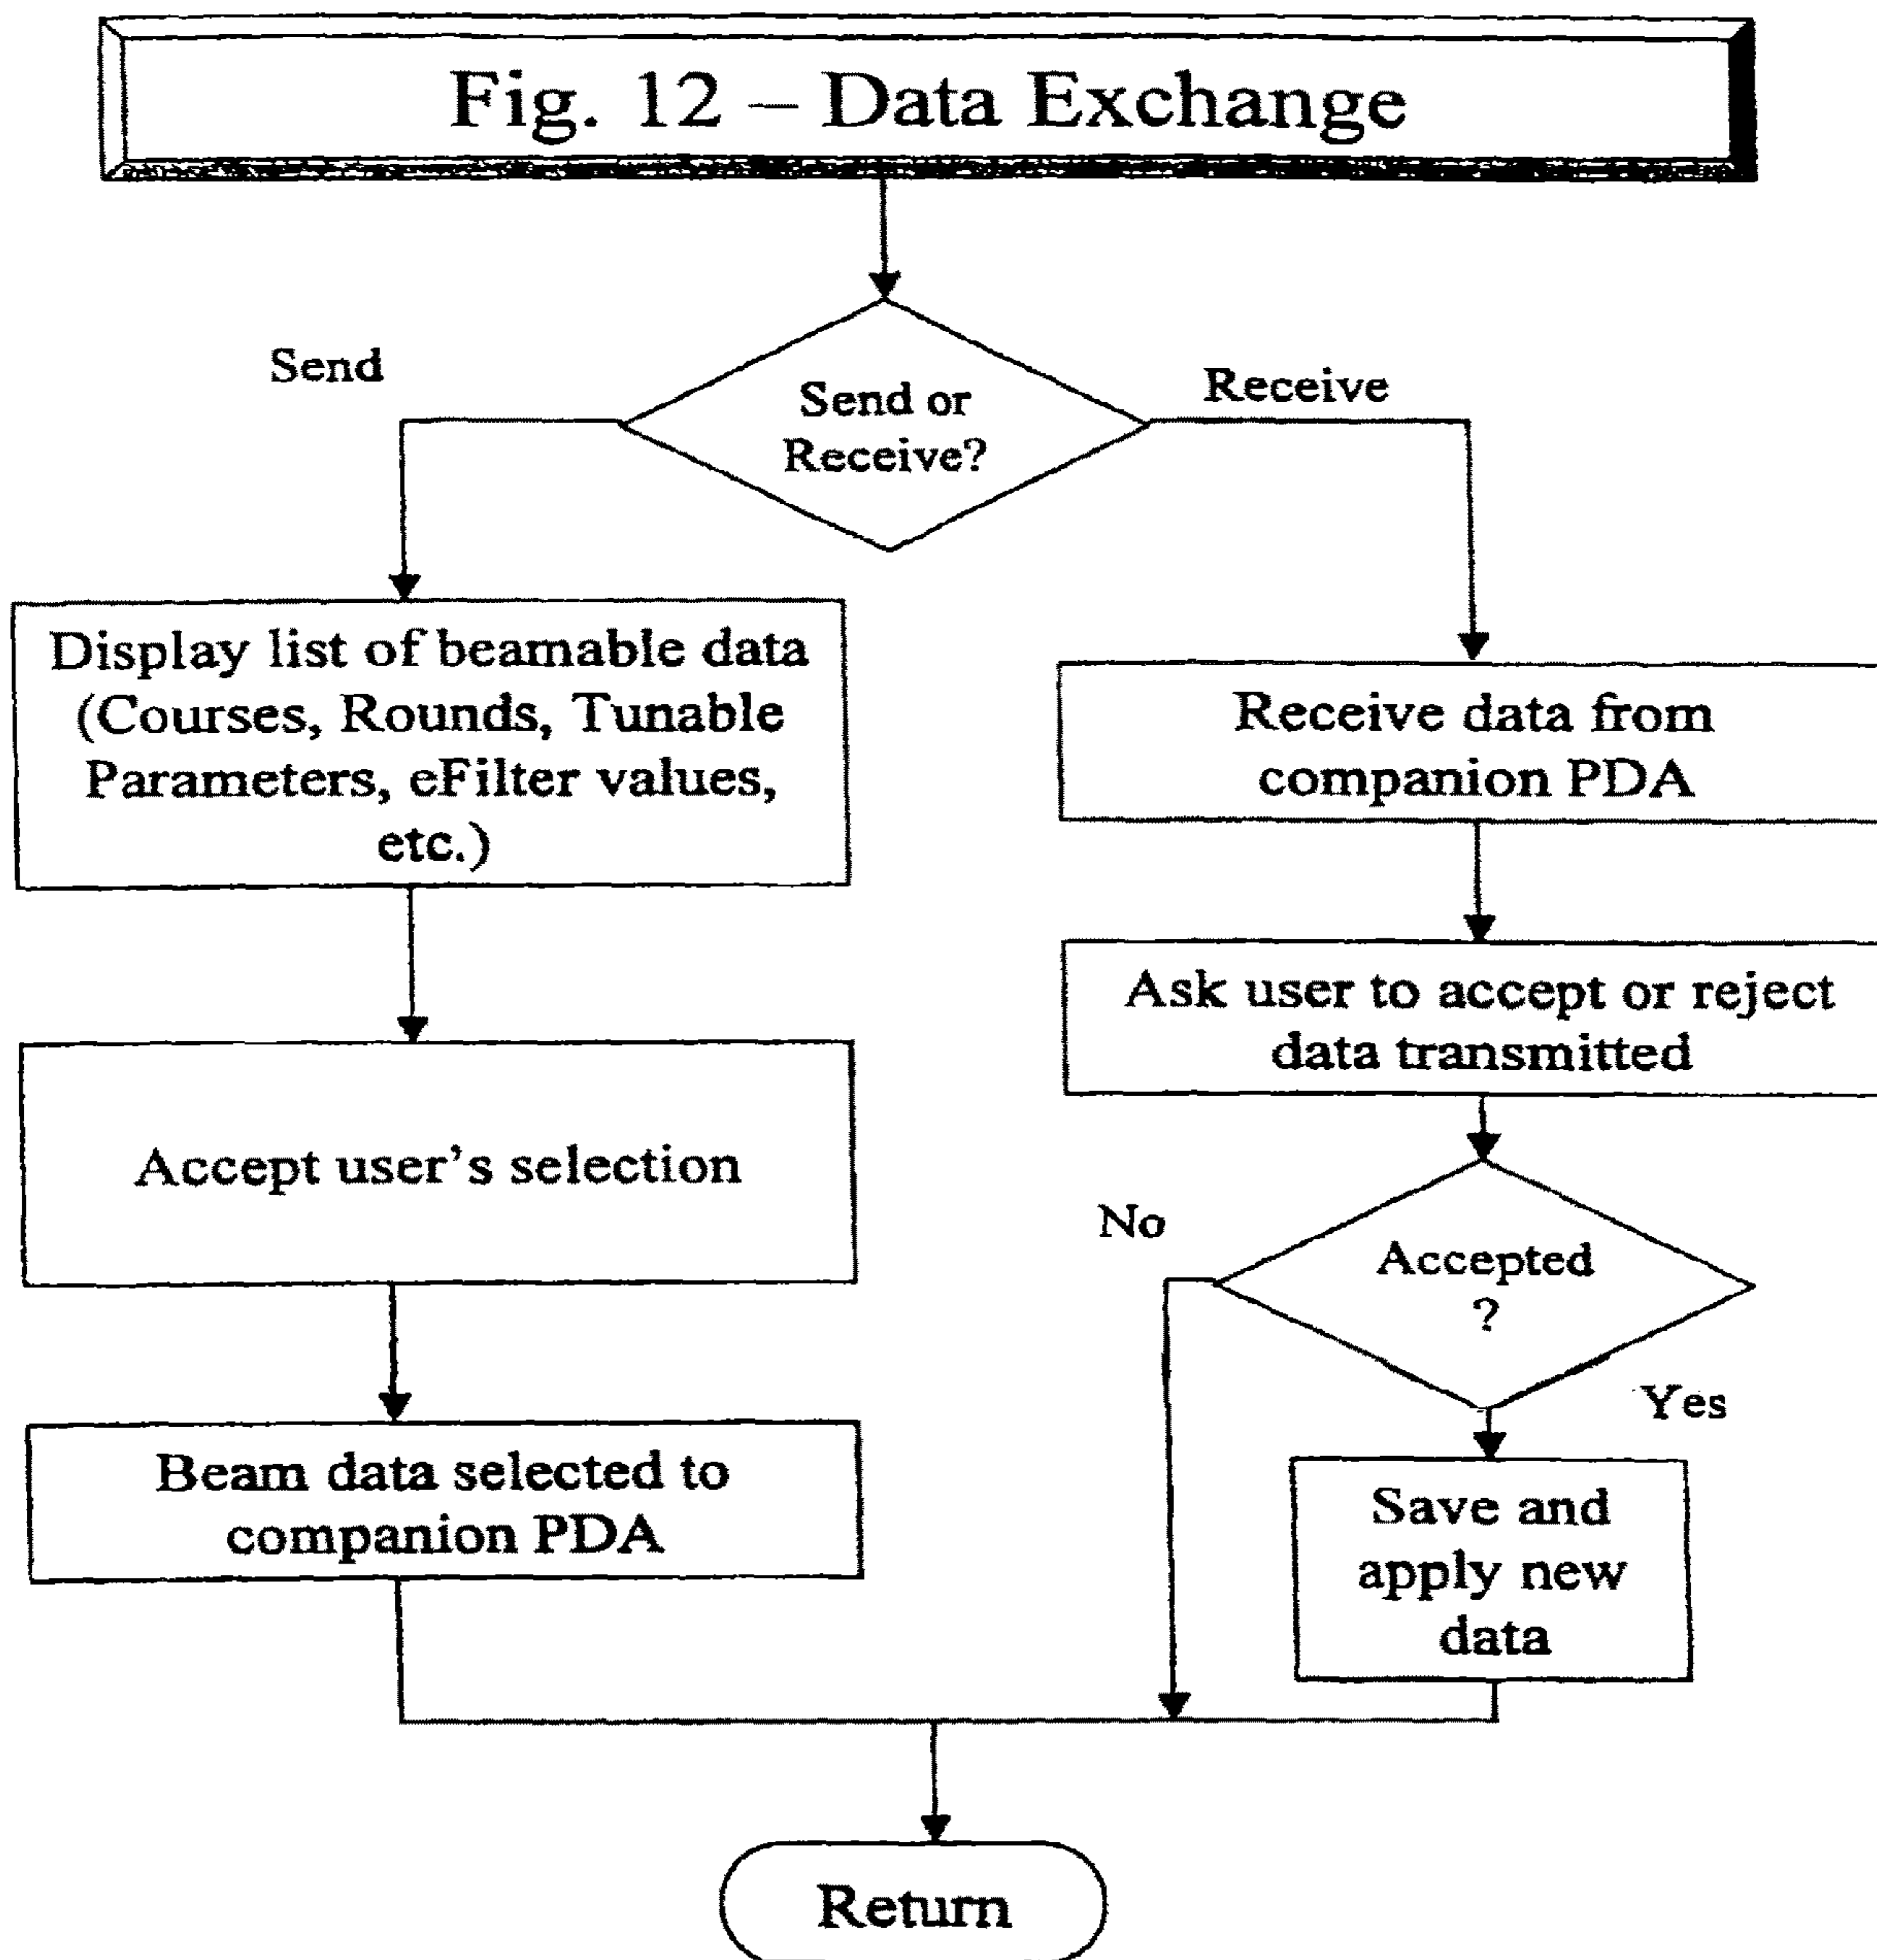 Fig. 12 – Data Exchange
Send
Send or
Receive?
Receive
Display list of beamable data
(Courses, Rounds, Tunable
Parameters, eFilter values,
etc.)
Accept user's selection
Beam data selected to
companion PDA
Receive data from
companion PDA
Ask user to accept or reject
data transmitted
No
Accepted
?
Yes
Save and
apply new
data
Return